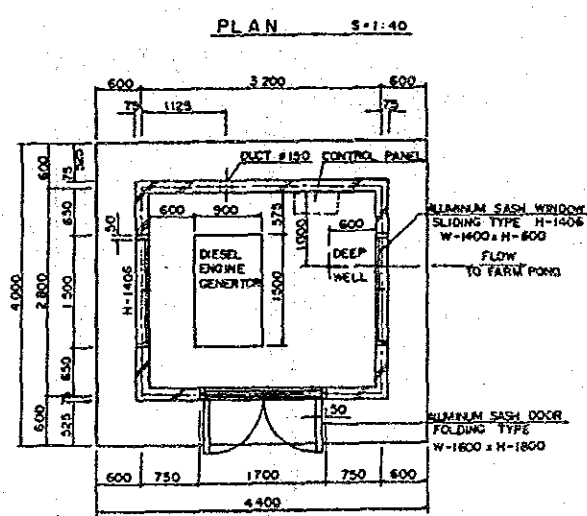 PLAN S=1:40
600 3200 600
75 1125 75
DUCT ø150 CONTROL PANEL
525
75
600
600 900 575 600
650
50
1000
ALUMINUM SASH WINDOW
SLIDING TYPE H-1406
W-1400 x H-600
DIESEL
ENGINE
GENERTOR
DEEP
WELL
FLOW
TO FARM POND
4000
2800
1500
H-1406
1500
650
75
600
525
50
ALUMINUM SASH DOOR
FOLDING TYPE
W-1600 x H-1800
600 750 1700 750 600
4400